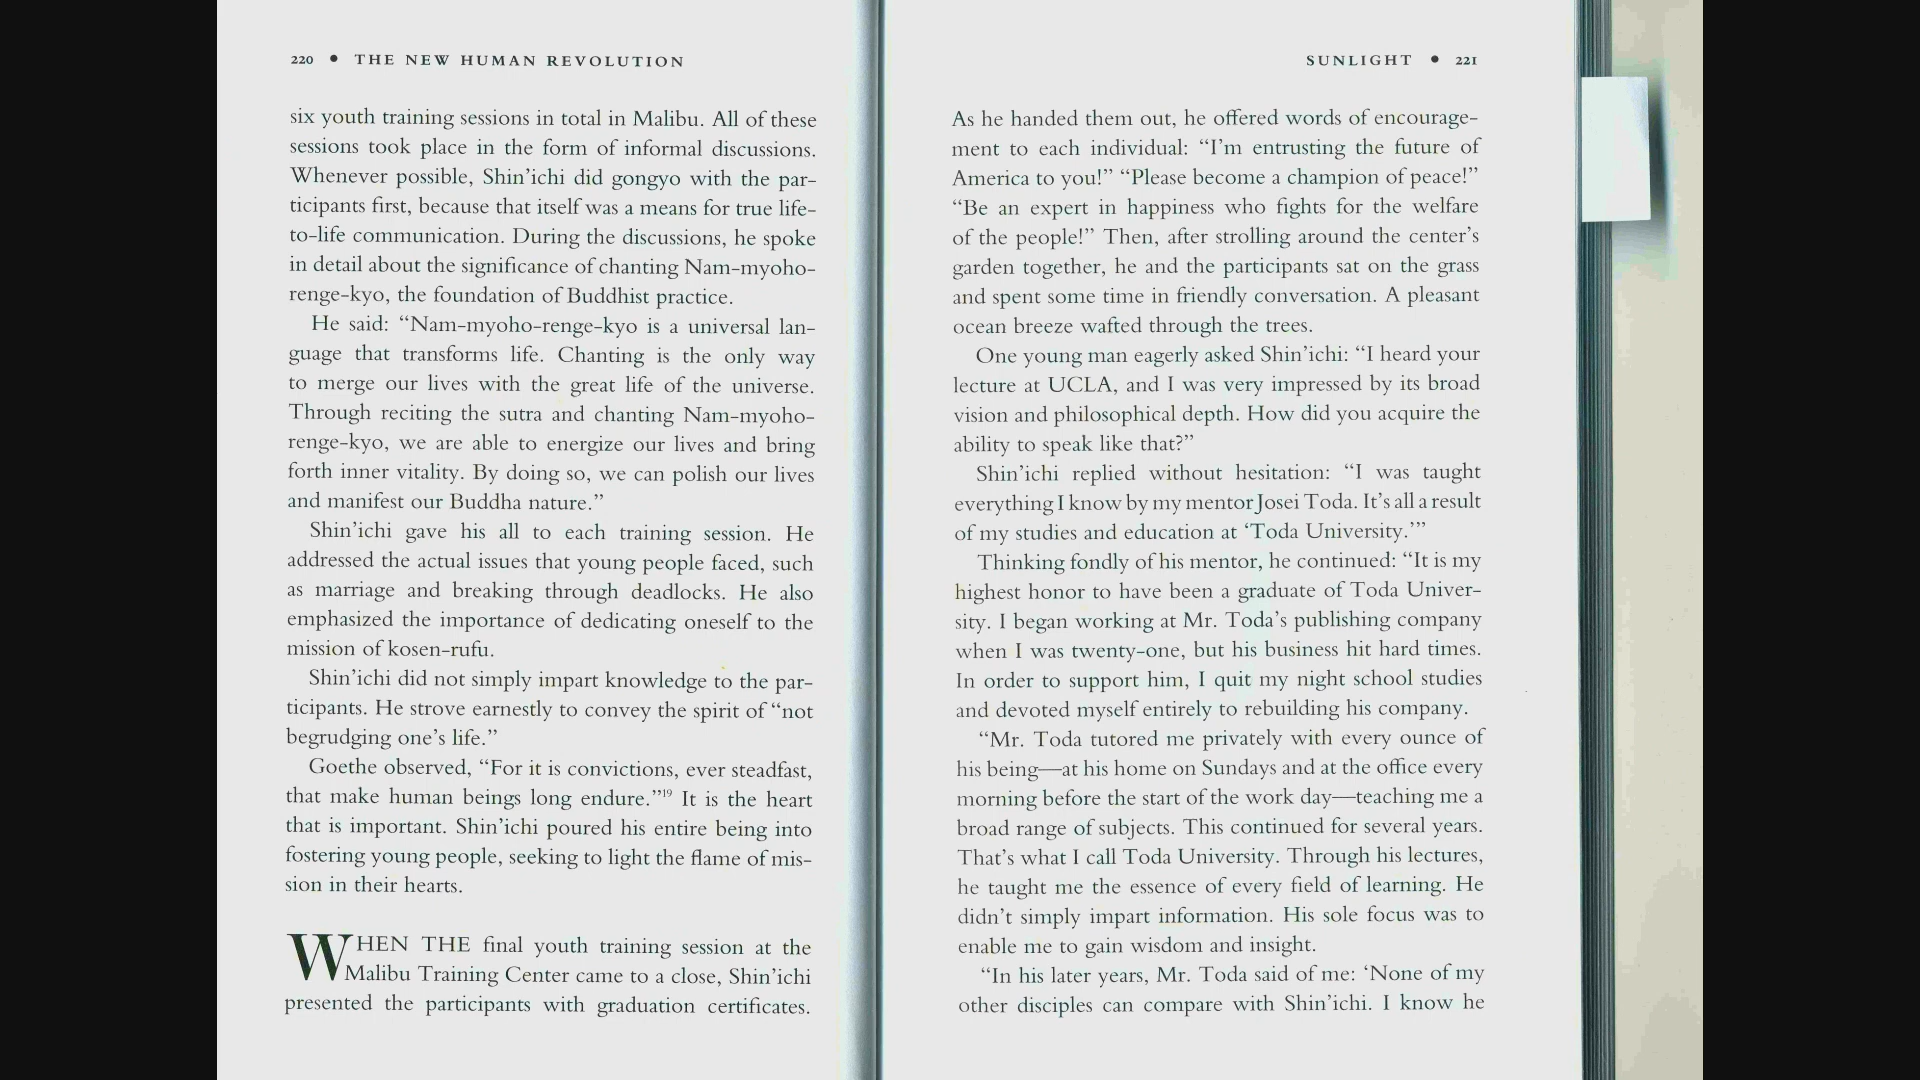 220 • THE NEW HUMAN REVOLUTION
six youth training sessions in total in Malibu. All of these
sessions took place in the form of informal discussions.
Whenever possible, Shin’ichi did gongyo with the par-
ticipants first, because that itself was a means for true life-
to-life communication. During the discussions, he spoke
in detail about the significance of chanting Nam-myoho-
renge-kyo, the foundation of Buddhist practice.
He said: “Nam-myoho-renge-kyo is a universal lan-
guage that transforms life. Chanting is the only way
to merge our lives with the great life of the universe.
Through reciting the sutra and chanting Nam-myoho-
renge-kyo, we are able to energize our lives and bring
forth inner vitality. By doing so, we can polish our lives
and manifest our Buddha nature.”
Shin’ichi gave his all to each training session. He
addressed the actual issues that young people faced, such
as marriage and breaking through deadlocks. He also
emphasized the importance of dedicating oneself to the
mission of kosen-rufu.
Shin’ichi did not simply impart knowledge to the par-
ticipants. He strove earnestly to convey the spirit of “not
begrudging one’s life.”
Goethe observed, “For it is convictions, ever steadfast,
that make human beings long endure.”19 It is the heart
that is important. Shin’ichi poured his entire being into
fostering young people, seeking to light the flame of mis-
sion in their hearts.
WHEN THE final youth training session at the
Malibu Training Center came to a close, Shin’ichi
presented the participants with graduation certificates.
SUNLIGHT • 221
As he handed them out, he offered words of encourage-
ment to each individual: “I’m entrusting the future of
America to you!” “Please become a champion of peace!”
“Be an expert in happiness who fights for the welfare
of the people!” Then, after strolling around the center’s
garden together, he and the participants sat on the grass
and spent some time in friendly conversation. A pleasant
ocean breeze wafted through the trees.
One young man eagerly asked Shin’ichi: “I heard your
lecture at UCLA, and I was very impressed by its broad
vision and philosophical depth. How did you acquire the
ability to speak like that?”
Shin’ichi replied without hesitation: “I was taught
everything I know by my mentor Josei Toda. It’s all a result
of my studies and education at ‘Toda University.’”
Thinking fondly of his mentor, he continued: “It is my
highest honor to have been a graduate of Toda Univer-
sity. I began working at Mr. Toda’s publishing company
when I was twenty-one, but his business hit hard times.
In order to support him, I quit my night school studies
and devoted myself entirely to rebuilding his company.
“Mr. Toda tutored me privately with every ounce of
his being—at his home on Sundays and at the office every
morning before the start of the work day—teaching me a
broad range of subjects. This continued for several years.
That’s what I call Toda University. Through his lectures,
he taught me the essence of every field of learning. He
didn’t simply impart information. His sole focus was to
enable me to gain wisdom and insight.
“In his later years, Mr. Toda said of me: ‘None of my
other disciples can compare with Shin’ichi. I know he